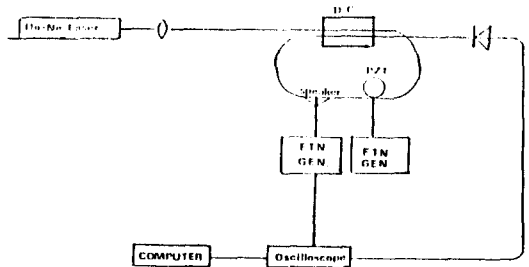 He-Ne Laser
D.C
Speaker
PZT
FTN
GEN.
FTN
GEN.
COMPUTER
Oscilloscope